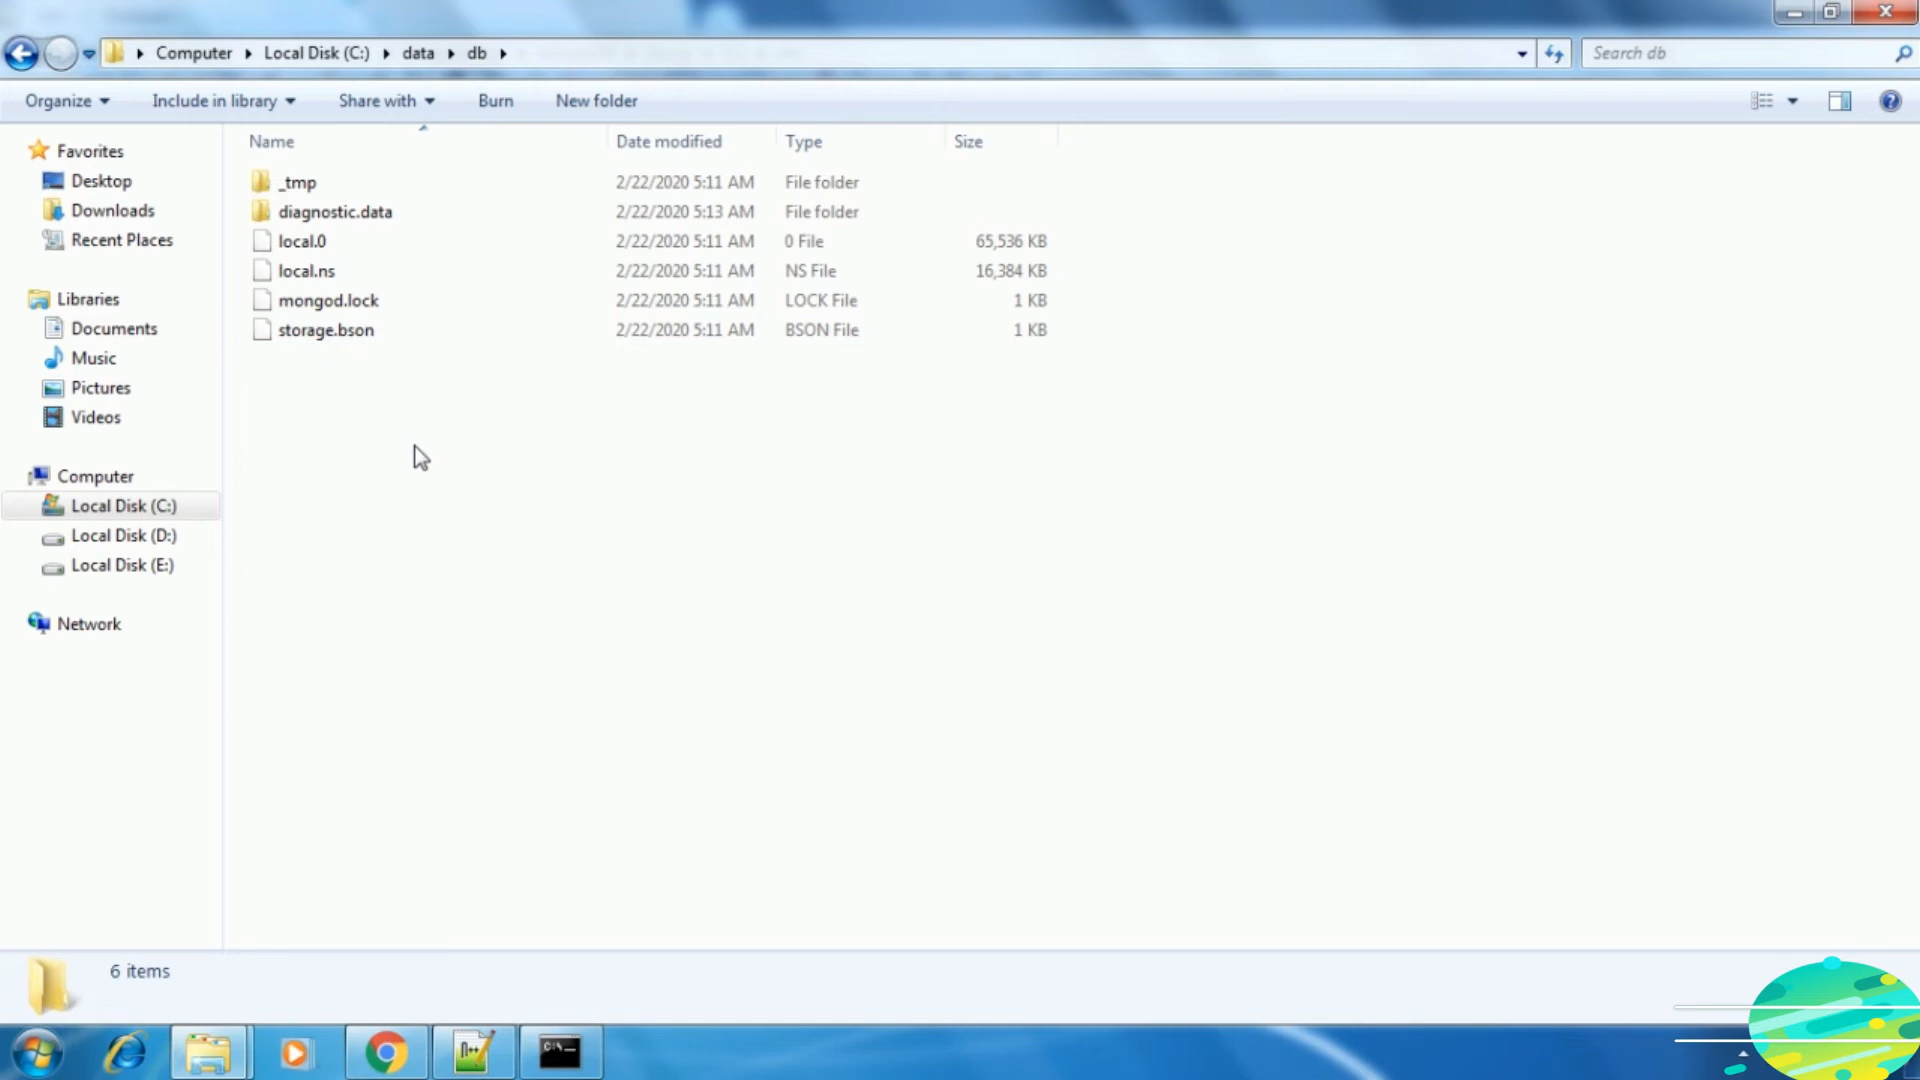 Computer Local Disk (C:) data db
Search db
Organize Include in library Share with Burn New folder
Name Date modified Type Size
Favorites
Desktop
Downloads
Recent Places
Libraries
Documents
Music
Pictures
Videos
Computer
Local Disk (C:)
Local Disk (D:)
Local Disk (E:)
Network
_tmp 2/22/2020 5:11 AM File folder
diagnostic.data 2/22/2020 5:13 AM File folder
local.0 2/22/2020 5:11 AM 0 File 65,536 KB
local.ns 2/22/2020 5:11 AM NS File 16,384 KB
mongod.lock 2/22/2020 5:11 AM LOCK File 1 KB
storage.bson 2/22/2020 5:11 AM BSON File 1 KB
6 items